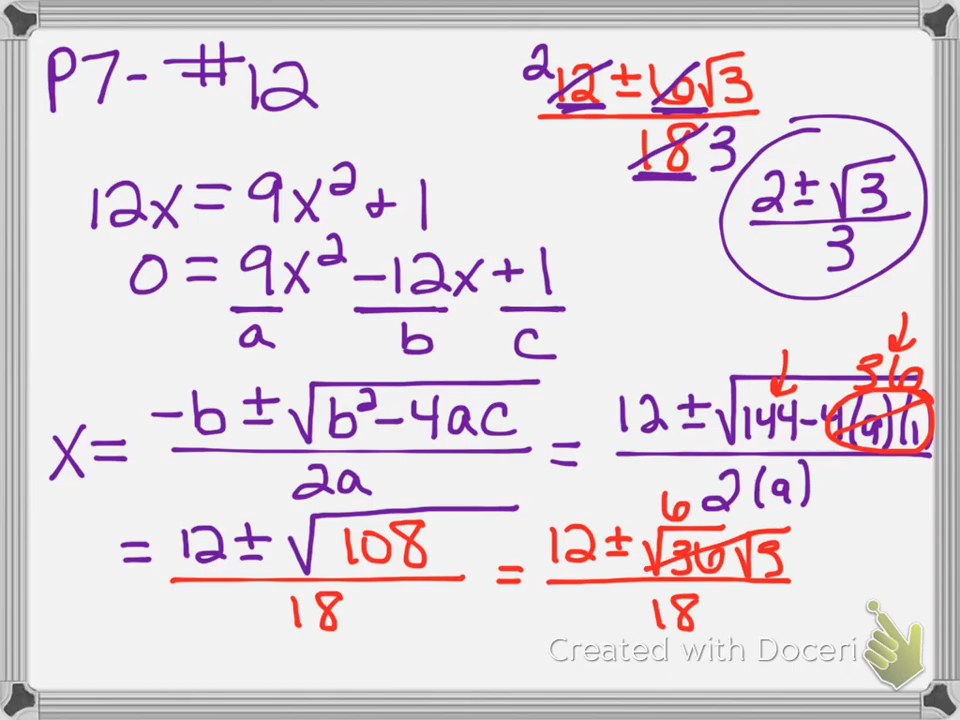 P7- #12
12x = 9x² + 1
0 = 9x² - 12x + 1
a b c
x = (-b ± √(b² - 4ac)) / 2a = (12 ± √(144 - 4(9)(1)) / 2(9)
36
= (12 ± √108) / 18 = (12 ± √36 √3) / 18
6
2 12 ± 6√3
18 3
(2 ± √3) / 3
Created with Doceri